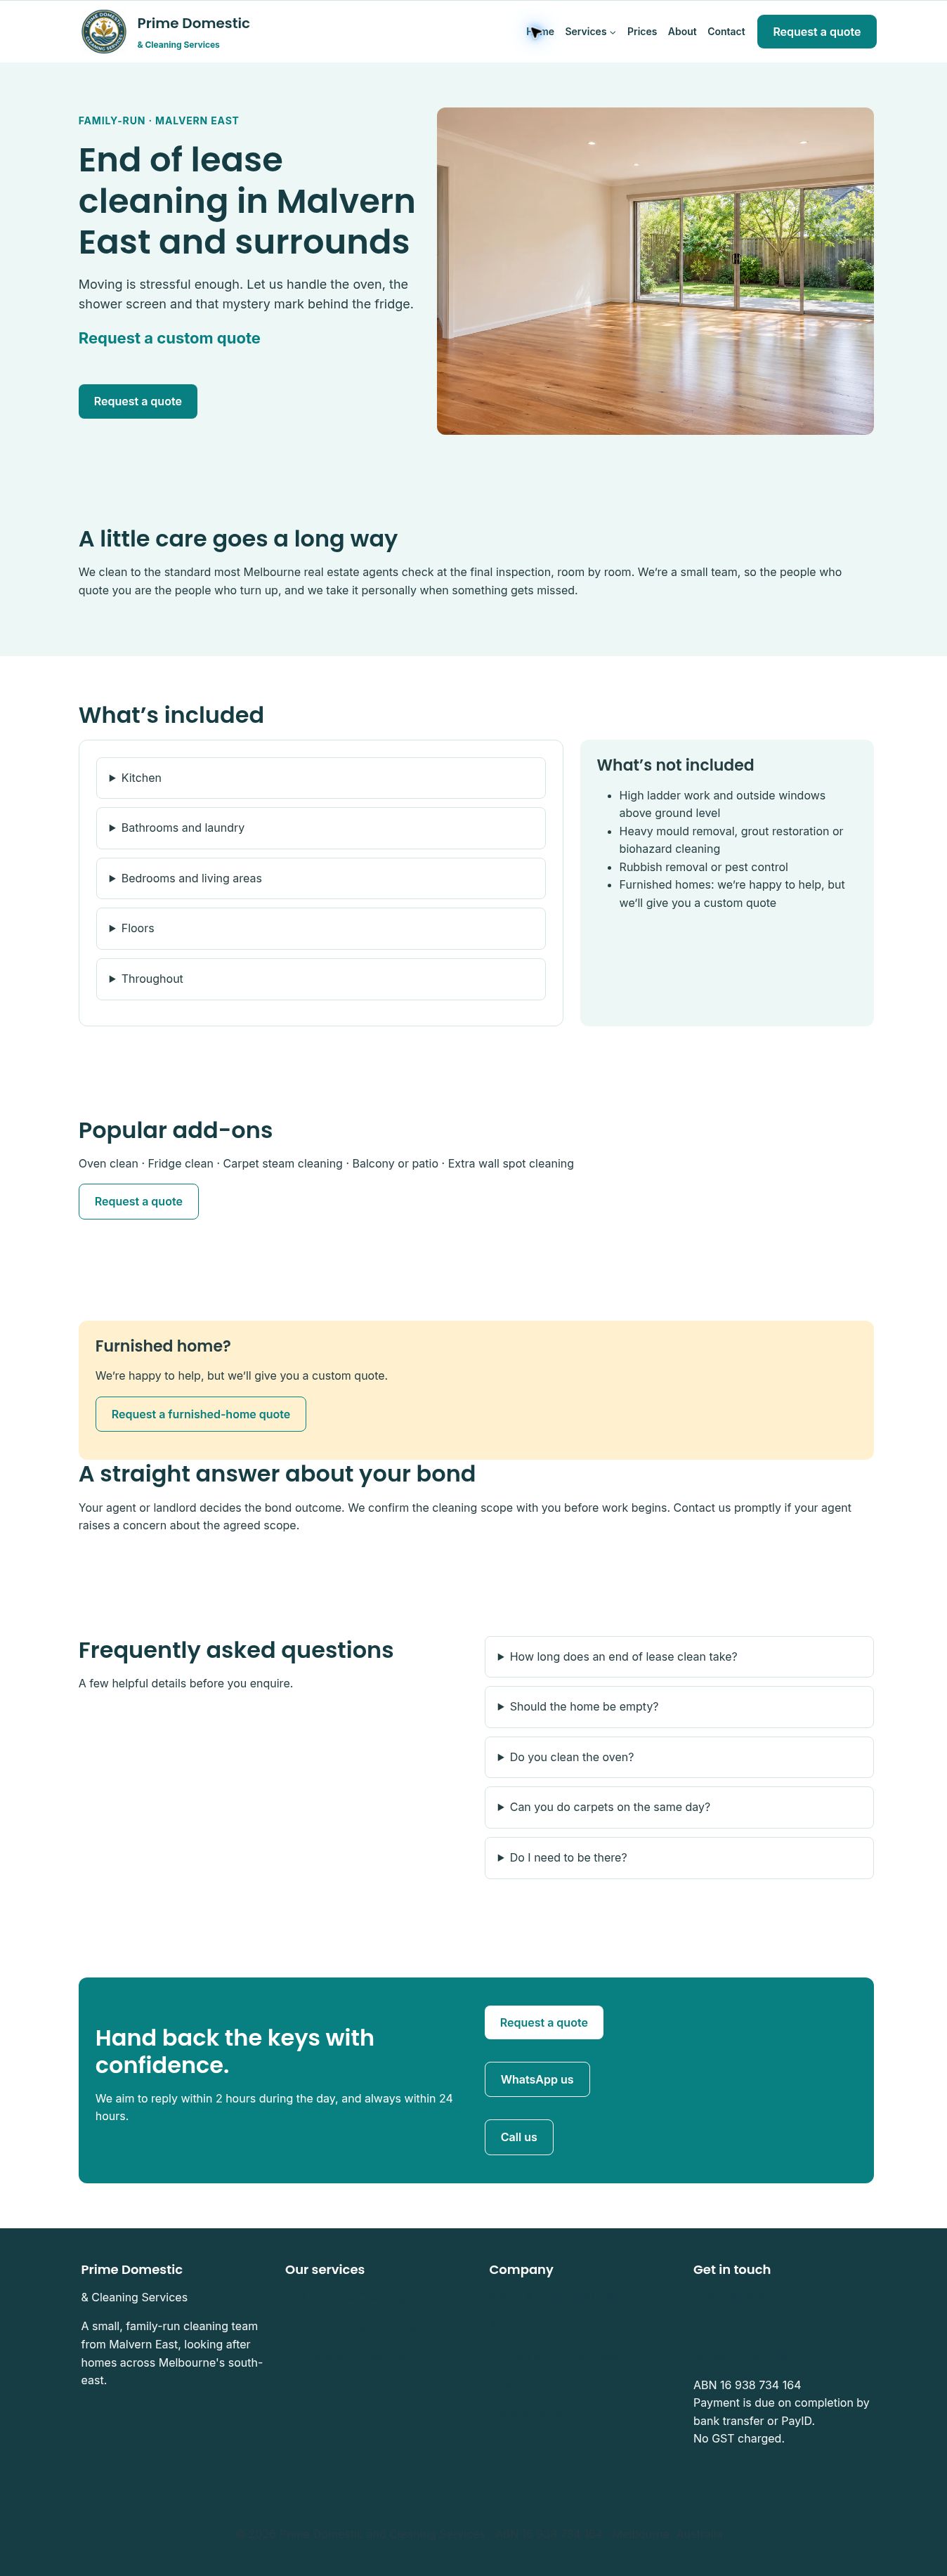 Prime Domestic
& Cleaning Services
Services
Prices
About
Contact
Request a quote
FAMILY-RUN · MALVERN EAST
End of lease
cleaning in Malvern
East and surrounds
Moving is stressful enough. Let us handle the oven, the
shower screen and that mystery mark behind the fridge.
Request a custom quote
Request a quote
A little care goes a long way
We clean to the standard most Melbourne real estate agents check at the final inspection, room by room. We’re a small team, so the people who
quote you are the people who turn up, and we take it personally when something gets missed.
What’s included
Kitchen
Bathrooms and laundry
Bedrooms and living areas
Floors
Throughout
What’s not included
High ladder work and outside windows
above ground level
Heavy mould removal, grout restoration or
biohazard cleaning
Rubbish removal or pest control
Furnished homes: we’re happy to help, but
we’ll give you a custom quote
Popular add-ons
Oven clean · Fridge clean · Carpet steam cleaning · Balcony or patio · Extra wall spot cleaning
Request a quote
Furnished home?
We’re happy to help, but we’ll give you a custom quote.
Request a furnished-home quote
A straight answer about your bond
Your agent or landlord decides the bond outcome. We confirm the cleaning scope with you before work begins. Contact us promptly if your agent
raises a concern about the agreed scope.
Frequently asked questions
A few helpful details before you enquire.
How long does an end of lease clean take?
Should the home be empty?
Do you clean the oven?
Can you do carpets on the same day?
Do I need to be there?
Hand back the keys with
confidence.
We aim to reply within 2 hours during the day, and always within 24
hours.
Request a quote
WhatsApp us
Call us
Prime Domestic
& Cleaning Services
A small, family-run cleaning team
from Malvern East, looking after
homes across Melbourne's south-
east.
Our services
Company
Get in touch
ABN 16 938 734 164
Payment is due on completion by
bank transfer or PayID.
No GST charged.